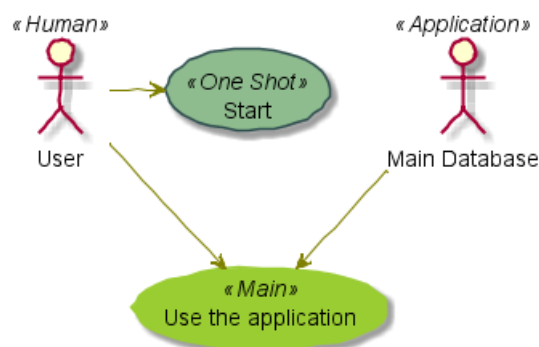 «Human»
User
«One Shot»
Start
«Application»
Main Database
«Main»
Use the application